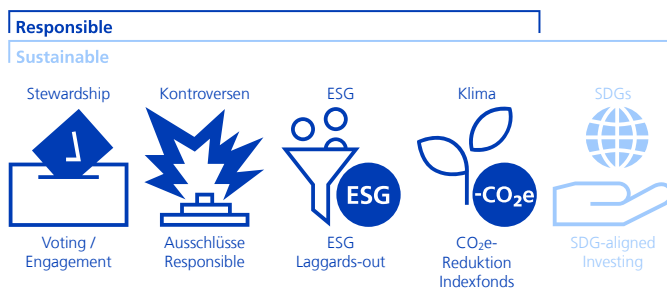 Responsible
Sustainable
Stewardship
Kontroversen
ESG
Klima
SDGs
ESG
-CO₂e
Voting /
Engagement
Ausschlüsse
Responsible
ESG
Laggards-out
CO₂e-
Reduktion
Indexfonds
SDG-aligned
Investing